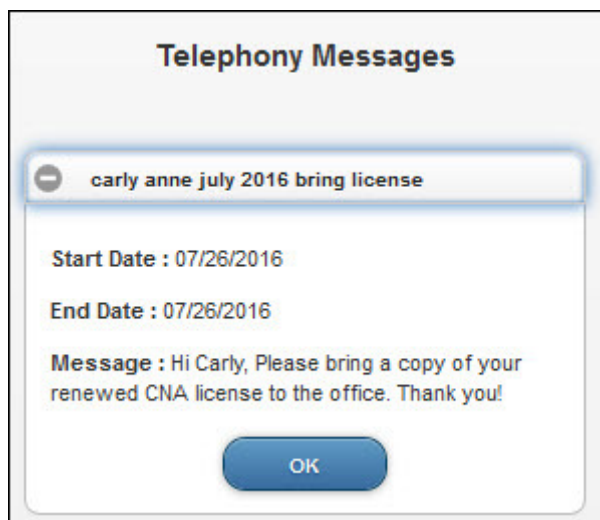 Telephony Messages
carly anne july 2016 bring license
Start Date : 07/26/2016
End Date : 07/26/2016
Message : Hi Carly, Please bring a copy of your
renewed CNA license to the office. Thank you!
OK